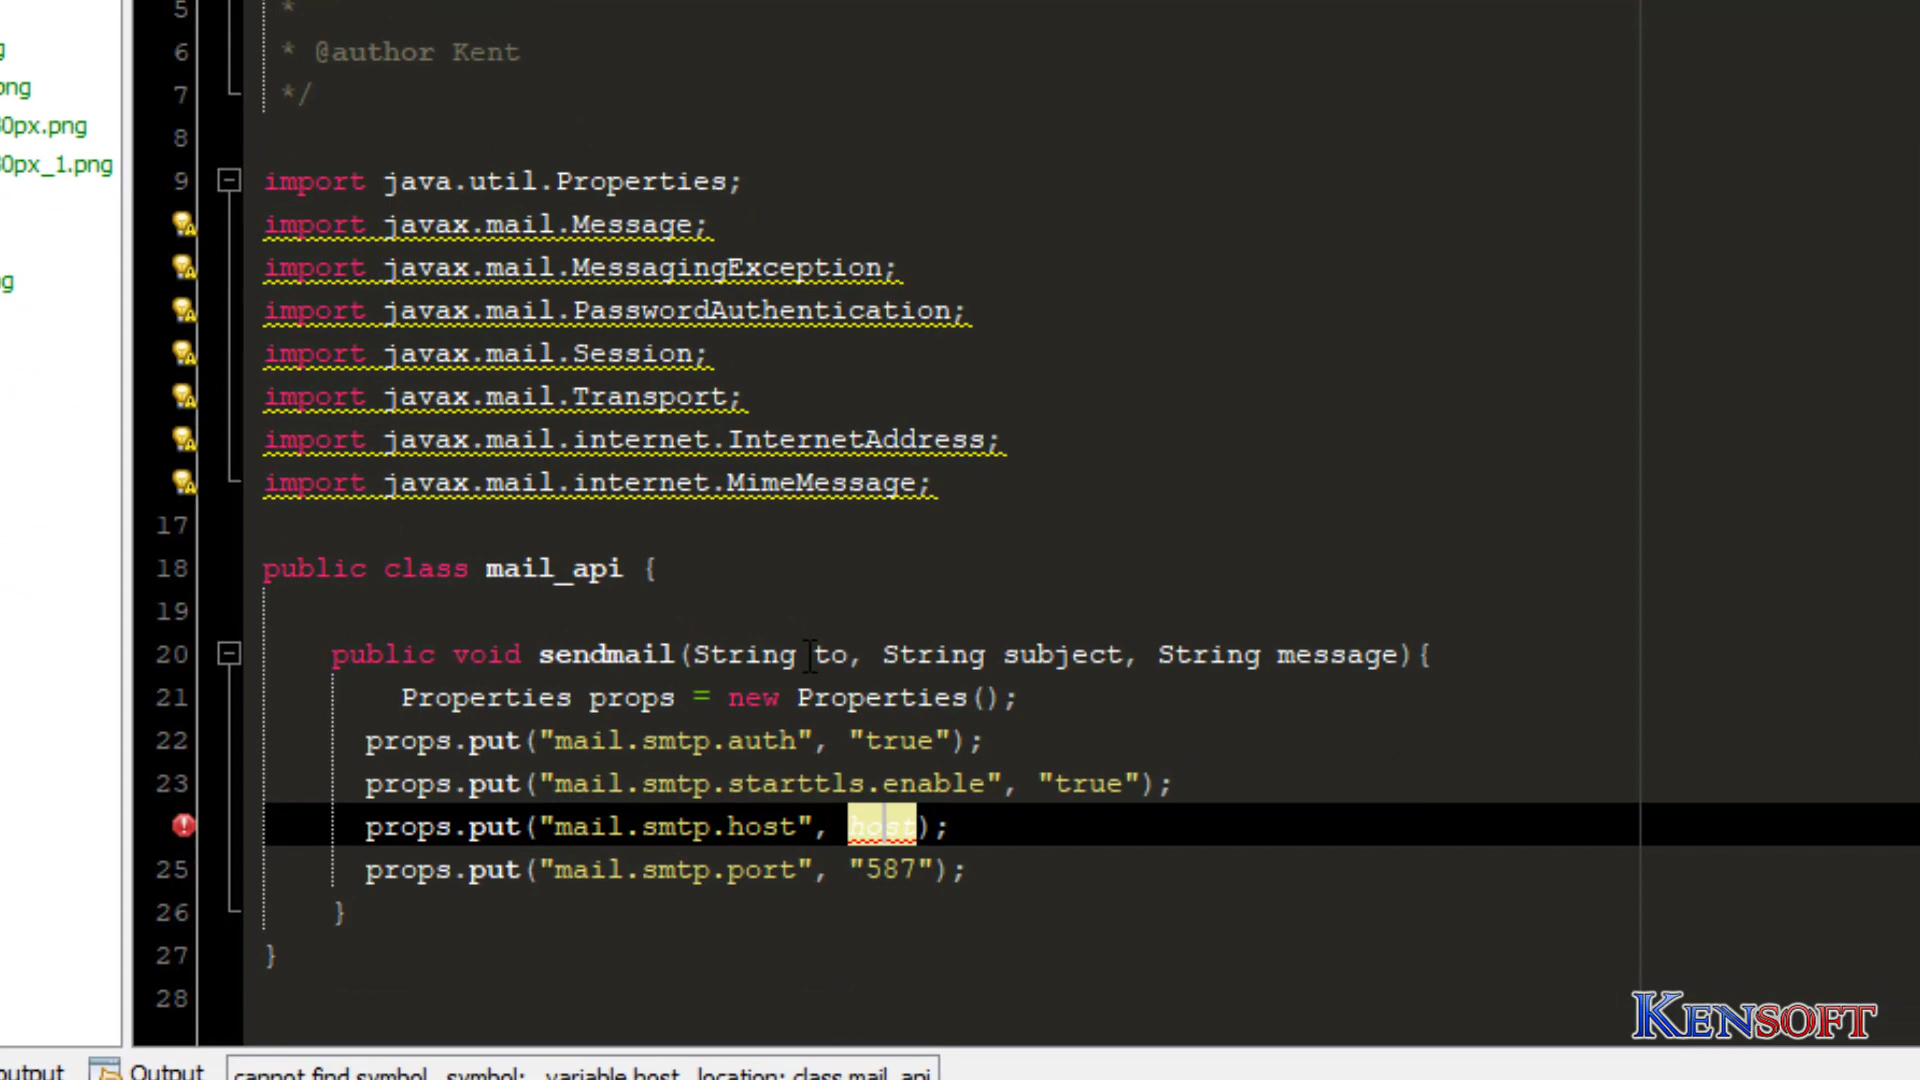 g
png
0px.png
0px_1.png
ng
5 *
6 * @author Kent
7 */
8
9 import java.util.Properties;
import javax.mail.Message;
import javax.mail.MessagingException;
import javax.mail.PasswordAuthentication;
import javax.mail.Session;
import javax.mail.Transport;
import javax.mail.internet.InternetAddress;
import javax.mail.internet.MimeMessage;
17
18 public class mail_api {
19
20 public void sendmail(String to, String subject, String message){
21 Properties props = new Properties();
22 props.put("mail.smtp.auth", "true");
23 props.put("mail.smtp.starttls.enable", "true");
props.put("mail.smtp.host", host);
25 props.put("mail.smtp.port", "587");
26 }
27 }
28
KENSOFT
output Output cannot find symbol symbol: variable host location: class mail_api